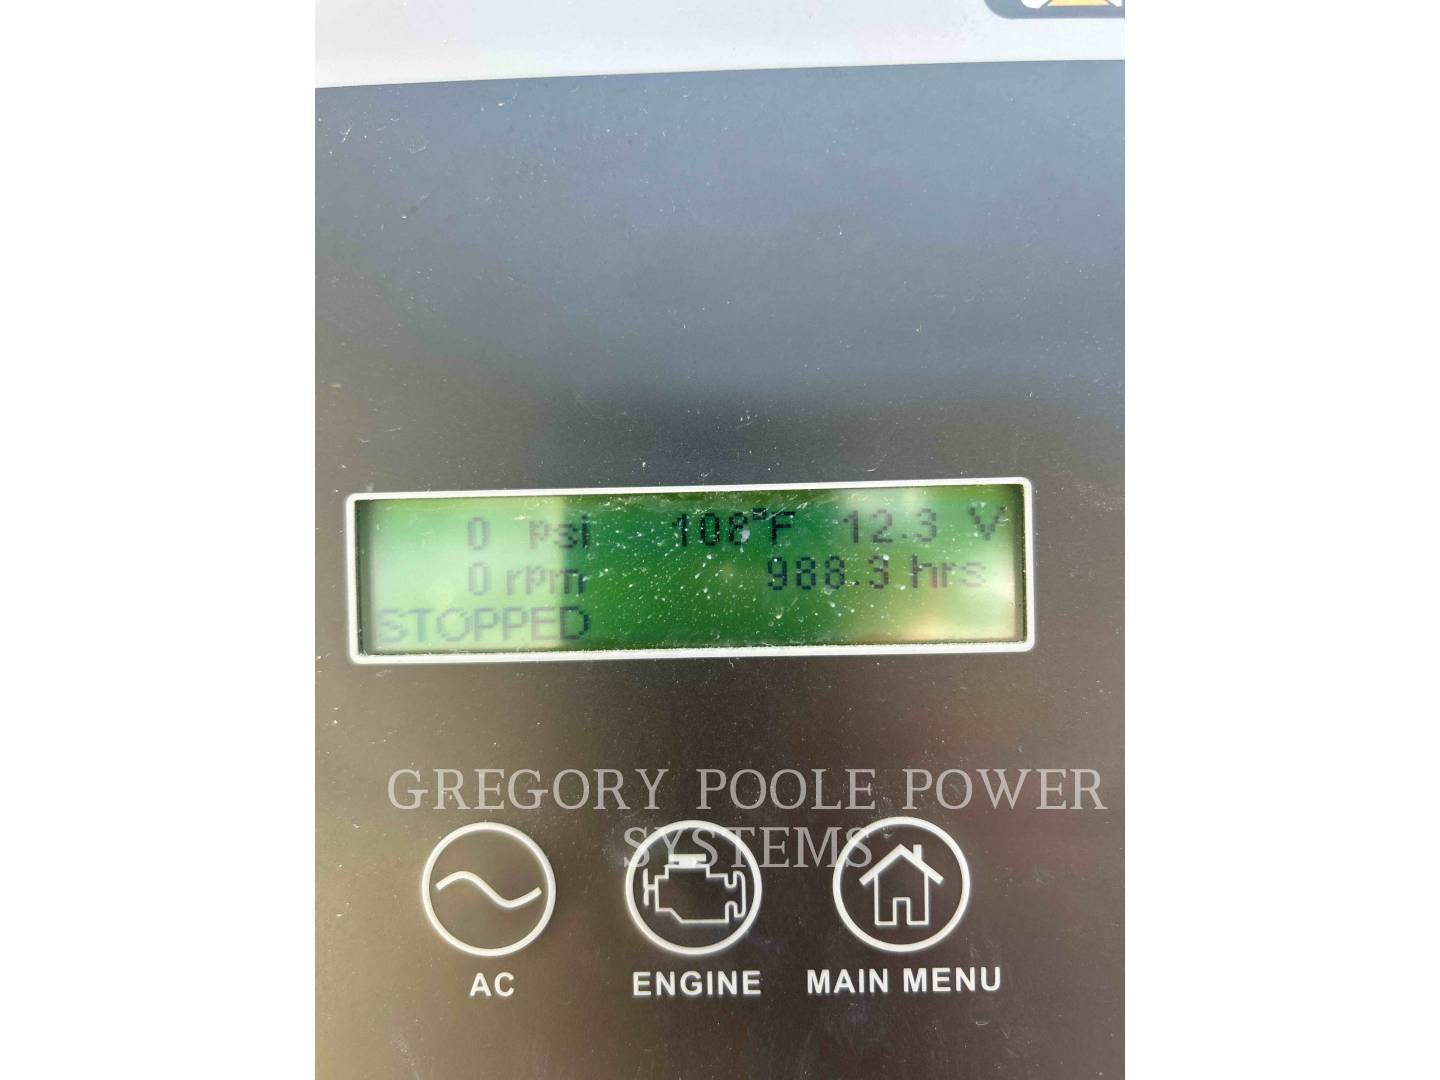 0 psi 108°F 12.3 V
0 rpm 988.3 hrs
STOPPED
GREGORY POOLE POWER
SYSTEMS
AC ENGINE MAIN MENU